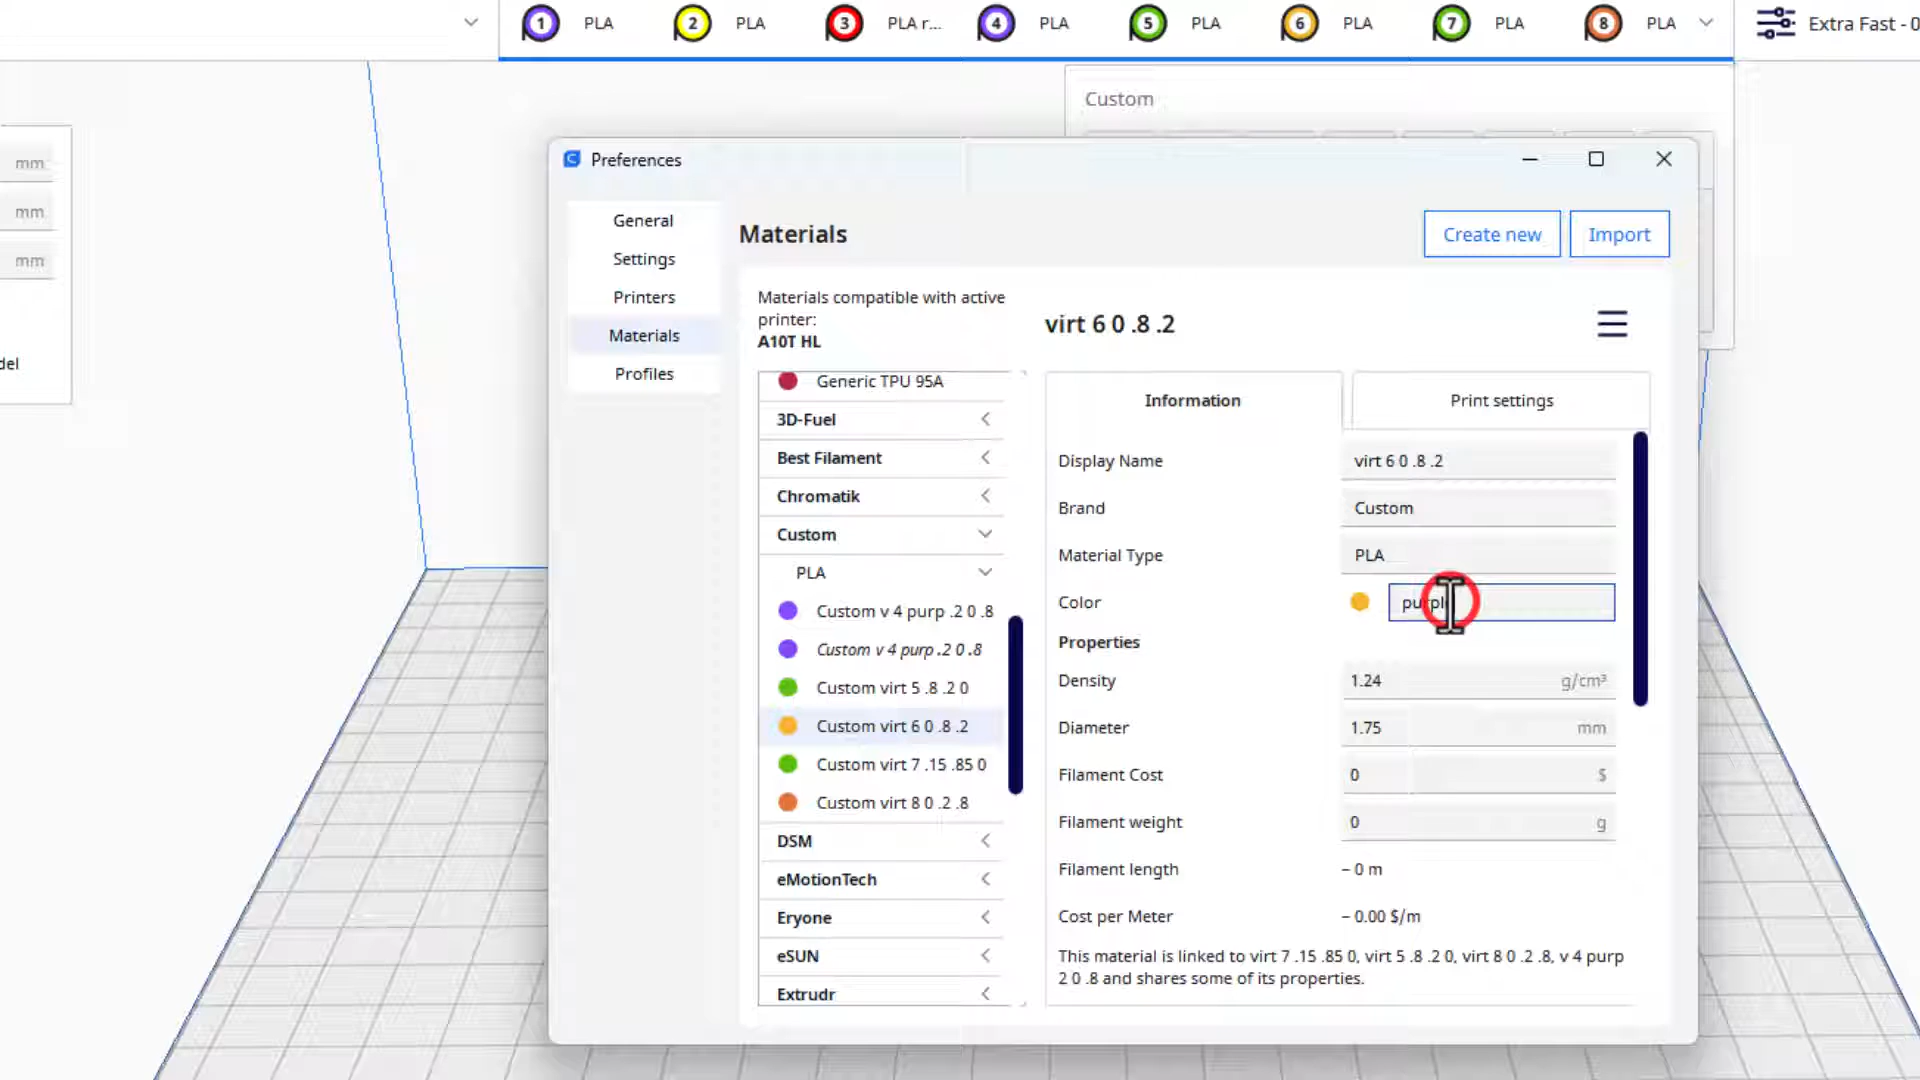 1 PLA 2 PLA 3 PLA r... 4 PLA 5 PLA 6 PLA 7 PLA 8 PLA Extra Fast - 0
Custom
mm
mm
mm
del
Preferences
General
Settings
Printers
Materials
Profiles
Materials
Create new
Import
Materials compatible with active
printer:
A10T HL
Generic TPU 95A
3D-Fuel
Best Filament
Chromatik
Custom
PLA
Custom v 4 purp .2 0 .8
Custom v 4 purp .2 0 .8
Custom virt 5 .8 .2 0
Custom virt 6 0 .8 .2
Custom virt 7 .15 .85 0
Custom virt 8 0 .2 .8
DSM
eMotionTech
Eryone
eSUN
Extrudr
virt 6 0 .8 .2
Information
Print settings
Display Name virt 6 0 .8 .2
Brand Custom
Material Type PLA
Color
Properties
Density 1.24 g/cm³
Diameter 1.75 mm
Filament Cost 0 $
Filament weight 0 g
Filament length ~ 0 m
Cost per Meter ~ 0.00 $/m
This material is linked to virt 7 .15 .85 0, virt 5 .8 .2 0, virt 8 0 .2 .8, v 4 purp
2 0 .8 and shares some of its properties.